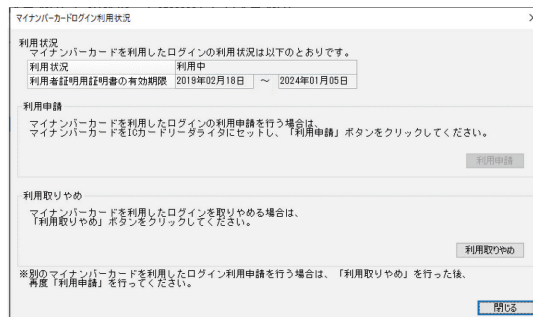 マイナンバーカードログイン利用状況
利用状況
マイナンバーカードを利用したログインの利用状況は以下のとおりです。
利用状況 利用中
利用者証明用証明書の有効期限 2019年02月18日 ～ 2024年01月05日
利用申請
マイナンバーカードを利用したログインの利用申請を行う場合は、
マイナンバーカードをICカードリーダライタにセットし、「利用申請」ボタンをクリックしてください。
利用申請
利用取りやめ
マイナンバーカードを利用したログインを取りやめる場合は、
「利用取りやめ」ボタンをクリックしてください。
利用取りやめ
※別のマイナンバーカードを利用したログイン利用申請を行う場合は、「利用取りやめ」を行った後、
再度「利用申請」を行ってください。
閉じる